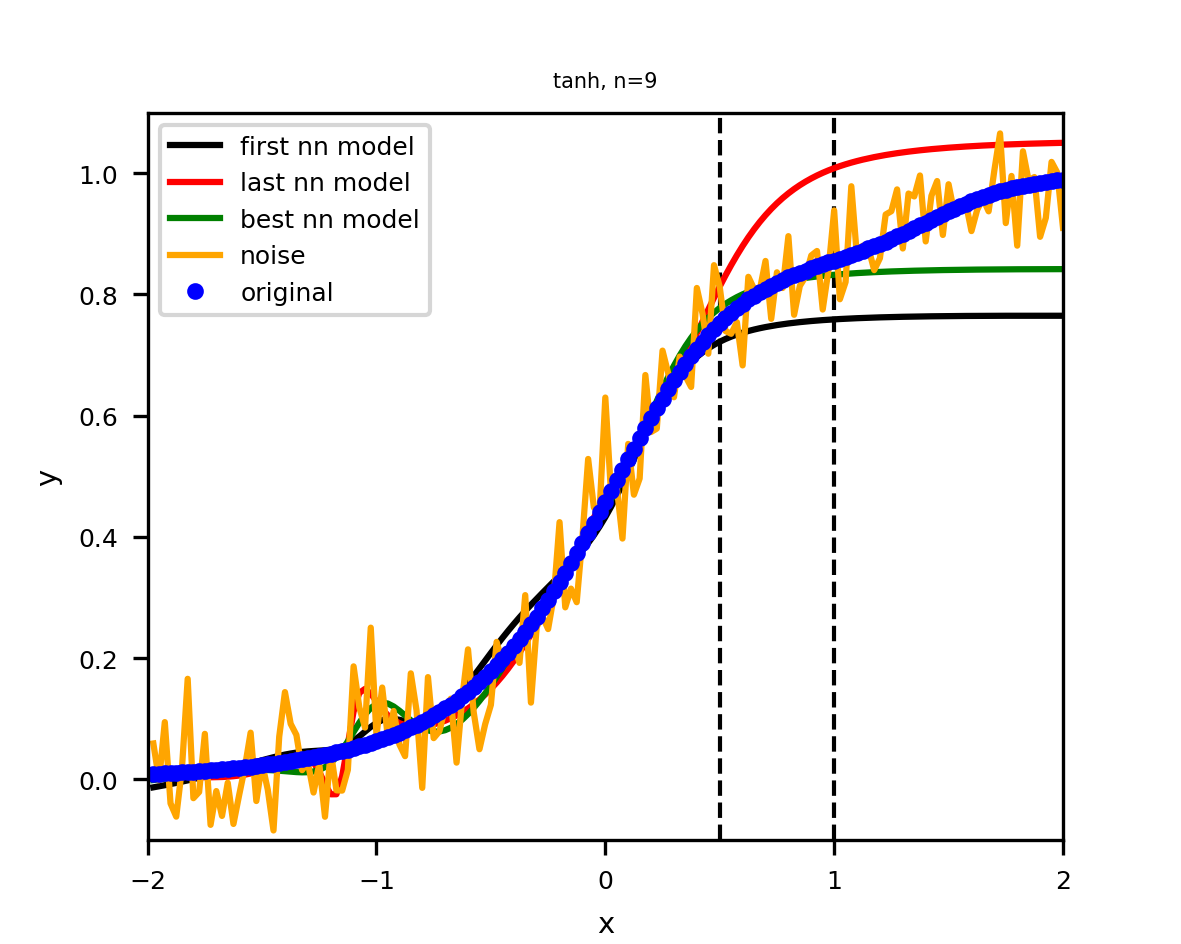 tanh, n=9
first nn model
last nn model
best nn model
noise
original
1.0
0.8
0.6
0.4
0.2
0.0
y
−2
−1
0
1
2
x